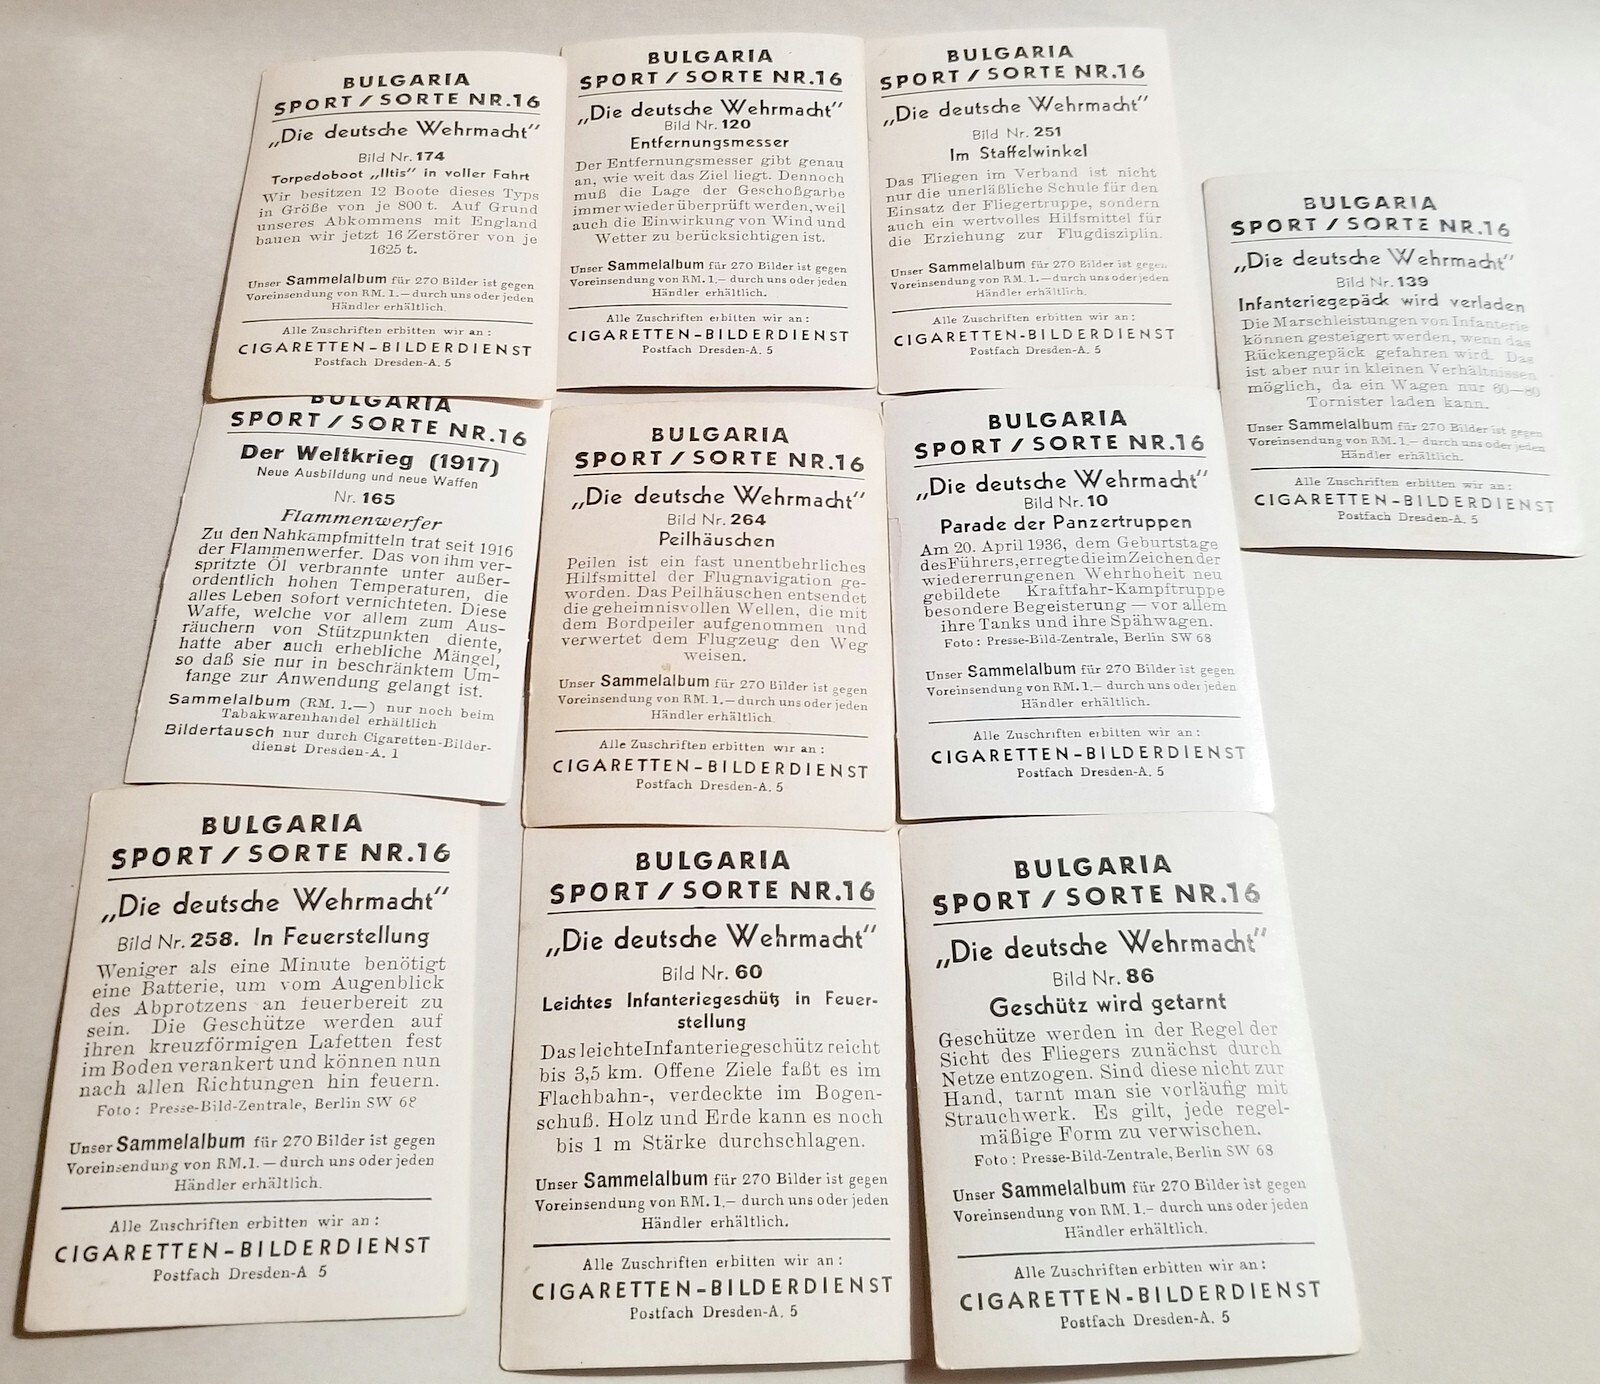 BULGARIA
SPORT / SORTE NR.16
„Die deutsche Wehrmacht"
Bild Nr. 174
Torpedoboot „Iltis" in voller Fahrt
Wir besitzen 12 Boote dieses Typs
in Größe von je 800 t. Auf Grund
unseres Abkommens mit England
bauen wir jetzt 16 Zerstörer von je
1625 t.
Unser Sammelalbum für 270 Bilder ist gegen
Voreinsendung von RM. 1.— durch uns oder jeden
Händler erhältlich.
Alle Zuschriften erbitten wir an:
CIGARETTEN-BILDERDIENST
Postfach Dresden-A. 5
BULGARIA
SPORT / SORTE NR.16
„Die deutsche Wehrmacht"
Bild Nr. 120
Entfernungsmesser
Der Entfernungsmesser gibt genau
an, wie weit das Ziel liegt. Dennoch
muß die Lage der Geschoßgarbe
immer wieder überprüft werden, weil
auch die Einwirkung von Wind und
Wetter zu berücksichtigen ist.
Unser Sammelalbum für 270 Bilder ist gegen
Voreinsendung von RM. 1.— durch uns oder jeden
Händler erhältlich.
Alle Zuschriften erbitten wir an:
CIGARETTEN-BILDERDIENST
Postfach Dresden-A. 5
BULGARIA
SPORT / SORTE NR.16
„Die deutsche Wehrmacht"
Bild Nr. 251
Im Staffelwinkel
Das Fliegen im Verband ist nicht
nur die unerläßliche Schule für den
Einsatz der Fliegertruppe, sondern
auch ein wertvolles Hilfsmittel für
die Erziehung zur Flugdisziplin.
Unser Sammelalbum für 270 Bilder ist gegen
Voreinsendung von RM. 1.— durch uns oder jeden
Händler erhältlich.
Alle Zuschriften erbitten wir an:
CIGARETTEN-BILDERDIENST
Postfach Dresden-A. 5
BULGARIA
SPORT / SORTE NR.16
„Die deutsche Wehrmacht"
Bild Nr. 139
Infanteriegepäck wird verladen
Die Marschleistungen von Infanterie
können gesteigert werden, wenn das
Rückengepäck gefahren wird. Das
ist aber nur in kleinen Verhältnissen
möglich, da ein Wagen nur 60—80
Tornister laden kann.
Unser Sammelalbum für 270 Bilder ist gegen
Voreinsendung von RM. 1.— durch uns oder jeden
Händler erhältlich.
Alle Zuschriften erbitten wir an:
CIGARETTEN-BILDERDIENST
Postfach Dresden-A. 5
BULGARIA
SPORT / SORTE NR.16
Der Weltkrieg (1917)
Neue Ausbildung und neue Waffen
Nr. 165
Flammenwerfer
Zu den Nahkampfmitteln trat seit 1916
der Flammenwerfer. Das von ihm ver-
spritzte Öl verbrannte unter außer-
ordentlich hohen Temperaturen, die
alles Leben sofort vernichteten. Diese
Waffe, welche vor allem zum Aus-
räuchern von Stützpunkten diente,
hatte aber auch erhebliche Mängel,
so daß sie nur in beschränktem Um-
fange zur Anwendung gelangt ist.
Sammelalbum (RM. 1.—) nur noch beim
Tabakwarenhandel erhältlich
Bildertausch nur durch Cigaretten-Bilder-
dienst Dresden-A. 1
BULGARIA
SPORT / SORTE NR.16
„Die deutsche Wehrmacht"
Bild Nr. 264
Peilhäuschen
Peilen ist ein fast unentbehrliches
Hilfsmittel der Flugnavigation ge-
worden. Das Peilhäuschen entsendet
die geheimnisvollen Wellen, die mit
dem Bordpeiler aufgenommen und
verwertet dem Flugzeug den Weg
weisen.
Unser Sammelalbum für 270 Bilder ist gegen
Voreinsendung von RM. 1.— durch uns oder jeden
Händler erhältlich.
Alle Zuschriften erbitten wir an:
CIGARETTEN-BILDERDIENST
Postfach Dresden-A. 5
BULGARIA
SPORT / SORTE NR.16
„Die deutsche Wehrmacht"
Bild Nr. 10
Parade der Panzertruppen
Am 20. April 1936, dem Geburtstage
des Führers, erregte die im Zeichen der
wiedererrungenen Wehrhoheit neu
gebildete Kraftfahr-Kampftruppe
besondere Begeisterung — vor allem
ihre Tanks und ihre Spähwagen.
Foto: Presse-Bild-Zentrale, Berlin SW 68
Unser Sammelalbum für 270 Bilder ist gegen
Voreinsendung von RM. 1.— durch uns oder jeden
Händler erhältlich.
Alle Zuschriften erbitten wir an:
CIGARETTEN-BILDERDIENST
Postfach Dresden-A. 5
BULGARIA
SPORT / SORTE NR.16
„Die deutsche Wehrmacht"
Bild Nr. 258. In Feuerstellung
Weniger als eine Minute benötigt
eine Batterie, um vom Augenblick
des Abprotzens an feuerbereit zu
sein. Die Geschütze werden auf
ihren kreuzförmigen Lafetten fest
im Boden verankert und können nun
nach allen Richtungen hin feuern.
Foto: Presse-Bild-Zentrale, Berlin SW 68
Unser Sammelalbum für 270 Bilder ist gegen
Voreinsendung von RM.1.— durch uns oder jeden
Händler erhältlich.
Alle Zuschriften erbitten wir an:
CIGARETTEN-BILDERDIENST
Postfach Dresden-A 5
BULGARIA
SPORT / SORTE NR.16
„Die deutsche Wehrmacht"
Bild Nr. 60
Leichtes Infanteriegeschütz in Feuer-
stellung
Das leichte Infanteriegeschütz reicht
bis 3,5 km. Offene Ziele faßt es im
Flachbahn-, verdeckte im Bogen-
schuß. Holz und Erde kann es noch
bis 1 m Stärke durchschlagen.
Unser Sammelalbum für 270 Bilder ist gegen
Voreinsendung von RM. 1.— durch uns oder jeden
Händler erhältlich.
Alle Zuschriften erbitten wir an:
CIGARETTEN-BILDERDIENST
Postfach Dresden-A. 5
BULGARIA
SPORT / SORTE NR.16
„Die deutsche Wehrmacht"
Bild Nr. 86
Geschütz wird getarnt
Geschütze werden in der Regel der
Sicht des Fliegers zunächst durch
Netze entzogen. Sind diese nicht zur
Hand, tarnt man sie vorläufig mit
Strauchwerk. Es gilt, jede regel-
mäßige Form zu verwischen.
Foto: Presse-Bild-Zentrale, Berlin SW 68
Unser Sammelalbum für 270 Bilder ist gegen
Voreinsendung von RM. 1.— durch uns oder jeden
Händler erhältlich.
Alle Zuschriften erbitten wir an:
CIGARETTEN-BILDERDIENST
Postfach Dresden-A. 5